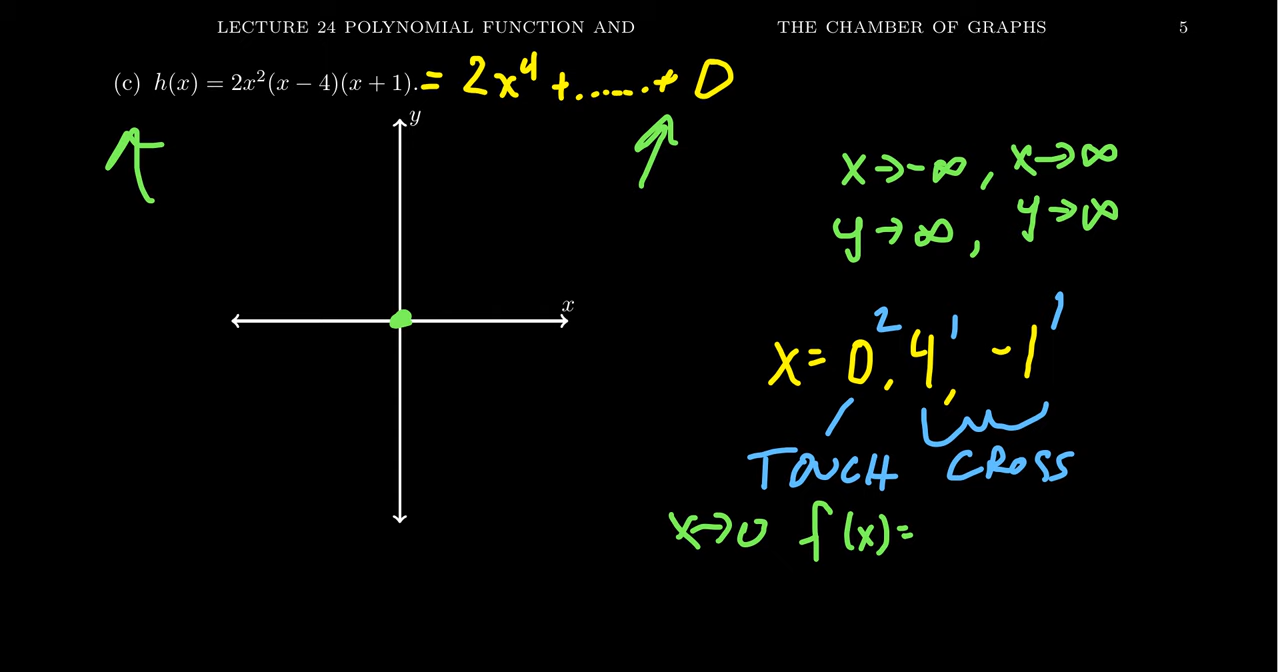 LECTURE 24 POLYNOMIAL FUNCTION AND THE CHAMBER OF GRAPHS 5
(c) h(x) = 2x²(x − 4)(x + 1). = 2x⁴ + ...... + 0
y
x → -∞, x → ∞
y → ∞, y → ∞
x
x = 0², 4¹, -1¹
TOUCH CROSS
x → 0 f(x) =